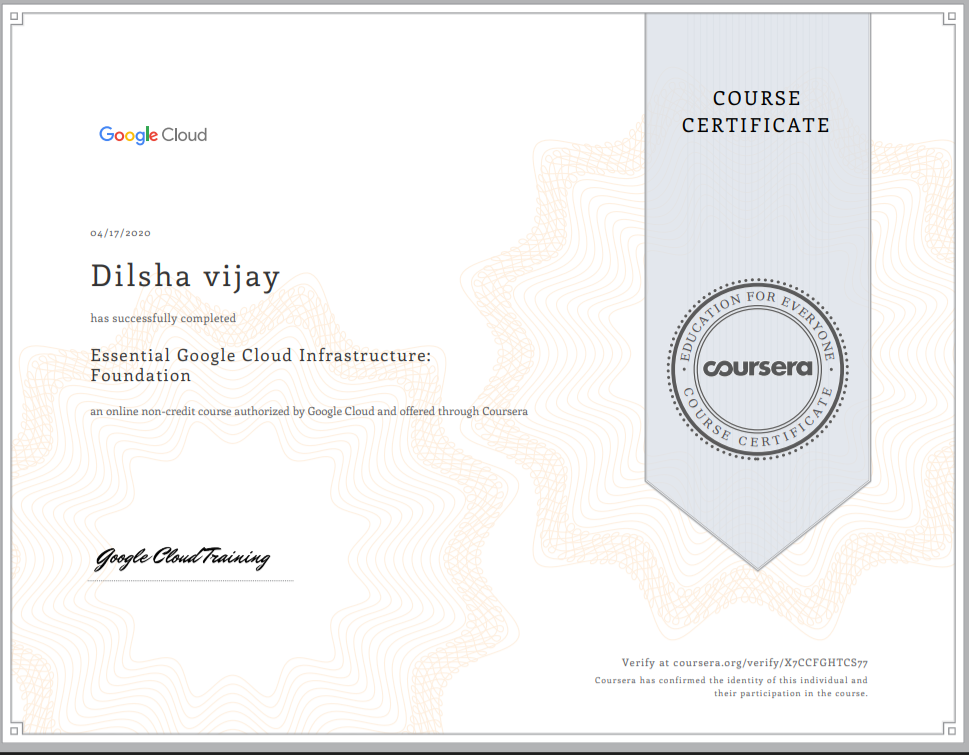 COURSE
CERTIFICATE
Google Cloud
04/17/2020
Dilsha vijay
has successfully completed
Essential Google Cloud Infrastructure:
Foundation
an online non-credit course authorized by Google Cloud and offered through Coursera
EDUCATION FOR EVERYONE
coursera
COURSE CERTIFICATE
Google Cloud Training
Verify at coursera.org/verify/X7CCFGHTCS77
Coursera has confirmed the identity of this individual and
their participation in the course.